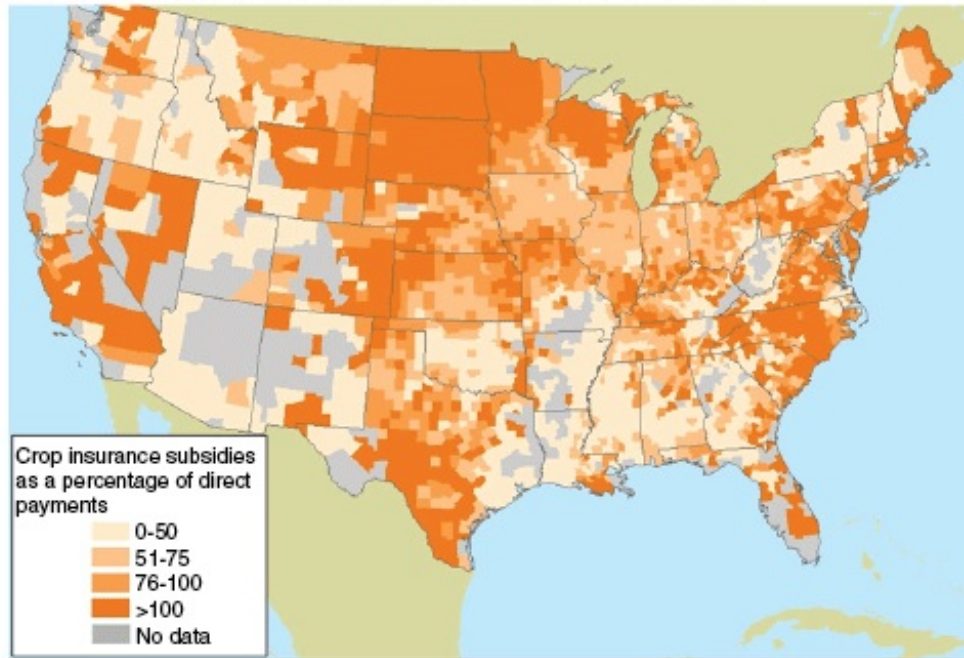 Crop insurance subsidies
as a percentage of direct
payments
0-50
51-75
76-100
>100
No data